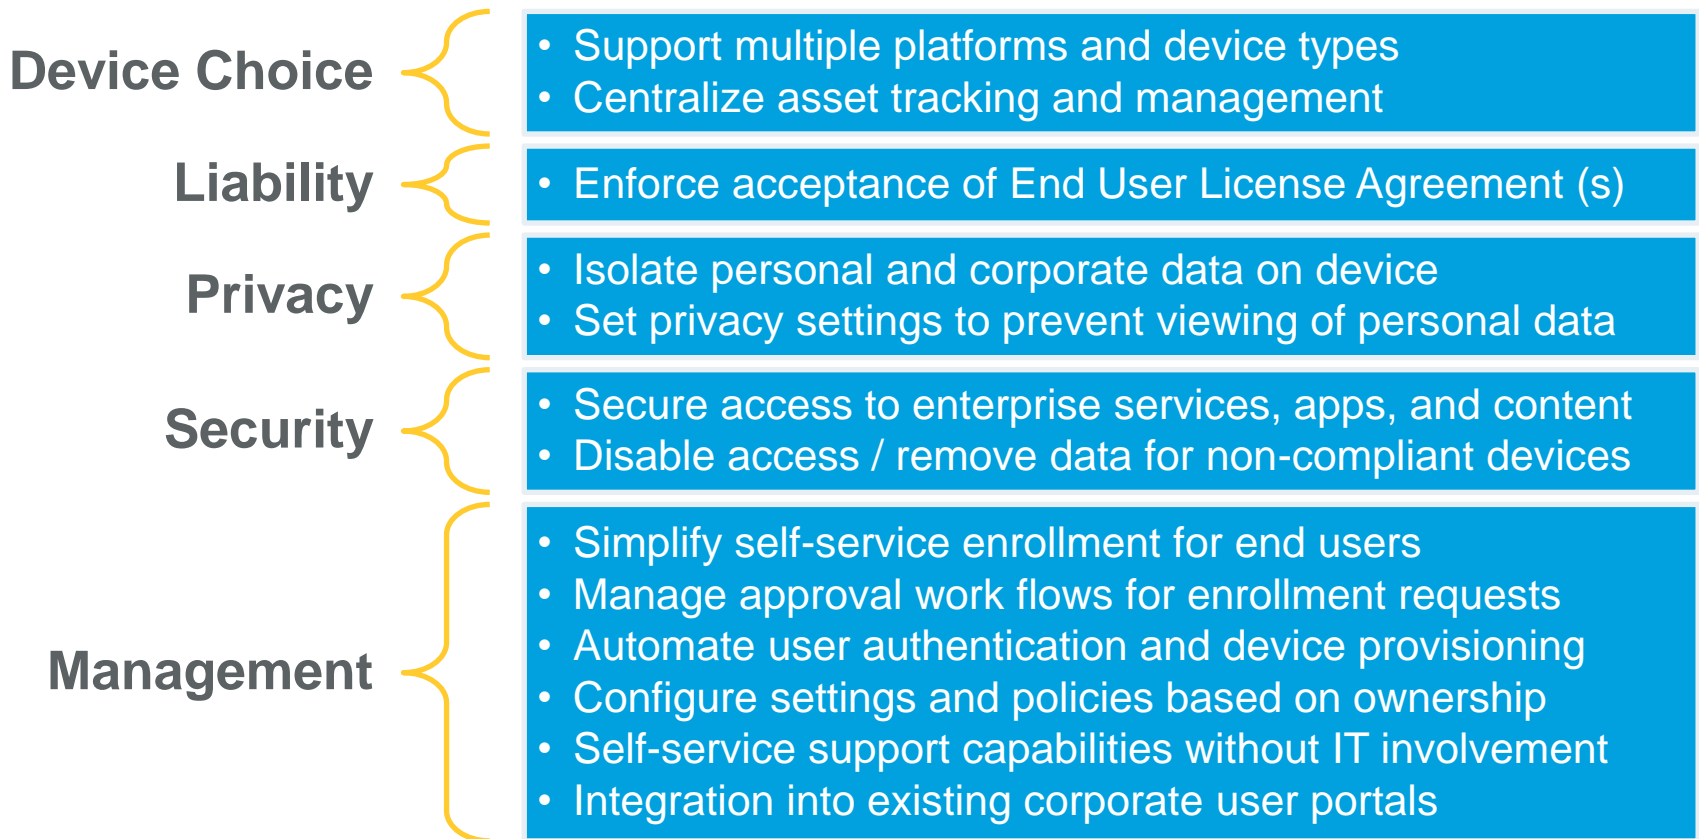 Device Choice
• Support multiple platforms and device types
• Centralize asset tracking and management
Liability
• Enforce acceptance of End User License Agreement (s)
Privacy
• Isolate personal and corporate data on device
• Set privacy settings to prevent viewing of personal data
Security
• Secure access to enterprise services, apps, and content
• Disable access / remove data for non-compliant devices
Management
• Simplify self-service enrollment for end users
• Manage approval work flows for enrollment requests
• Automate user authentication and device provisioning
• Configure settings and policies based on ownership
• Self-service support capabilities without IT involvement
• Integration into existing corporate user portals